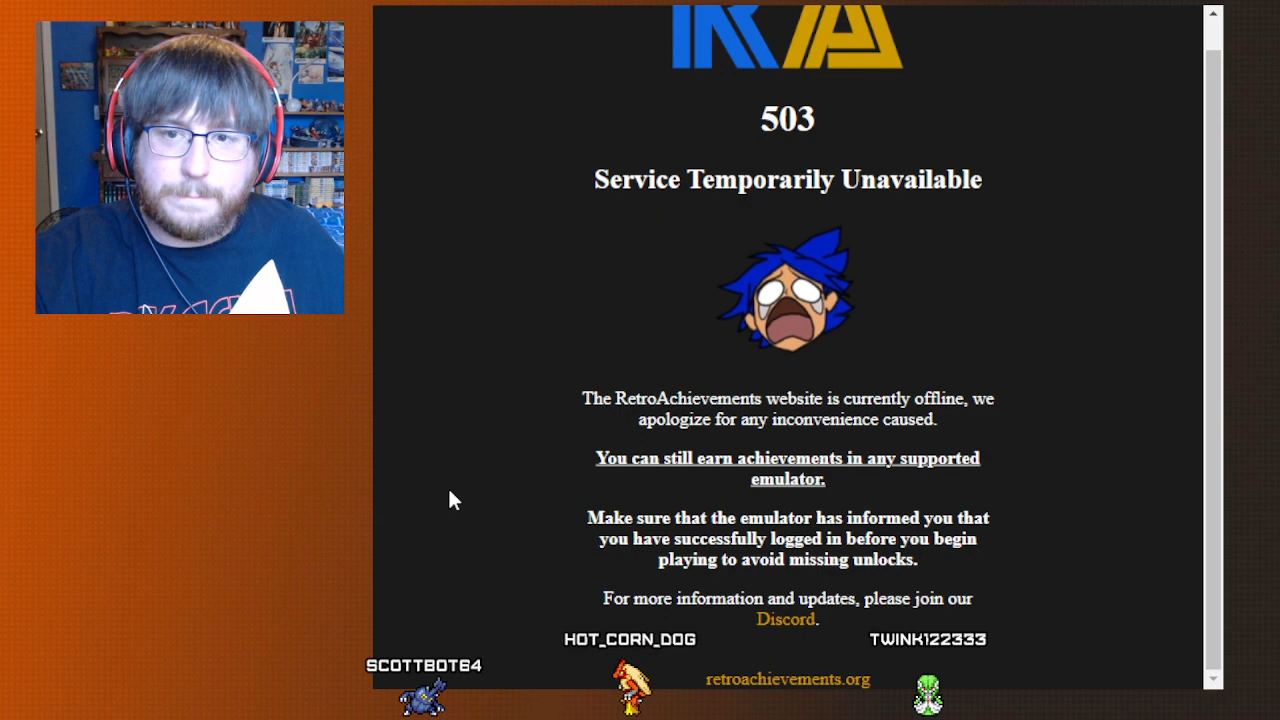 RA
503
Service Temporarily Unavailable
The RetroAchievements website is currently offline, we
apologize for any inconvenience caused.
You can still earn achievements in any supported
emulator.
Make sure that the emulator has informed you that
you have successfully logged in before you begin
playing to avoid missing unlocks.
For more information and updates, please join our
Discord.
HOT_CORN_DOG
TWINK122333
SCOTTBOT64
retroachievements.org